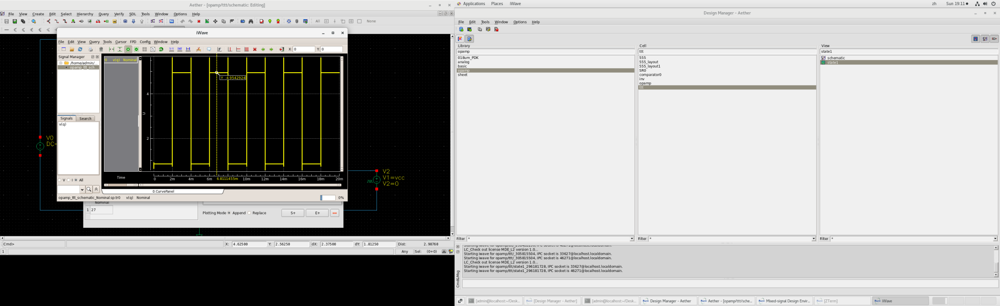 Aether - [opamp/ttt/schematic: Editing]
File Edit View Create Edit Select Hierarchy Query Verify SDL Tools Window Options Help
All None
iWave
File Edit View Query Tools Cursor FPD Config Window Help
X: 0 Y: 0
Signal Manager
/home/admin/...
opamp_ttt_sch...
Signals Search
v(q)
V I All
0 v(q) Nominal
Y :4.9542924
4
2
Time
0 2m 4m 6m 6.8111455m 10m 12m 14m 16m 18m 20m
0.CurvePanel
opamp_ttt_schematic_Nominal.sp.tr0 v(q) Nominal
0%
V0
DC=
V2
V1=vcc
V2=0
Nominal
1 27
Plotting Mode Append Replace S+ E+
Cmd> X: 4.62500 Y: 2.56250 dX: 2.37500 dY: 1.81250 Dist: 2.98760
1 Any Sel: (0+0)
Applications Places iWave zh Sun 19:11
Design Manager - Aether
File Edit Tools Window Options Help
Library
opamp
018um_PDK
analog
basic
opamp
sheet
Filter *
Cell
ttt
555
555_layout
555_layout1
SR0
comparator0
inv
opamp
ttt
Filter *
View
state1
schematic
state1
Filter *
LC_Check out license MDE_L2 version 1.0...
Starting iwave for opamp/ttt/_305815504, IPC socket is 33627@localhost.localdomain.
Starting iwave for opamp/ttt/_305815504, IPC socket is 46271@localhost.localdomain.
LC_Check out license MDE_L2 version 1.0...
Starting iwave for opamp/ttt/state1_296181728, IPC socket is 33627@localhost.localdomain.
Starting iwave for opamp/ttt/state1_296181728, IPC socket is 46271@localhost.localdomain.
Cmd&Msg
[admin@localhost:~/Desk... [Design Manager - Aether] [admin@localhost:~/Desk... Design Manager - Aether Aether - [opamp/ttt/sche... Mixed-signal Design Envir... [ZTerm] iWave